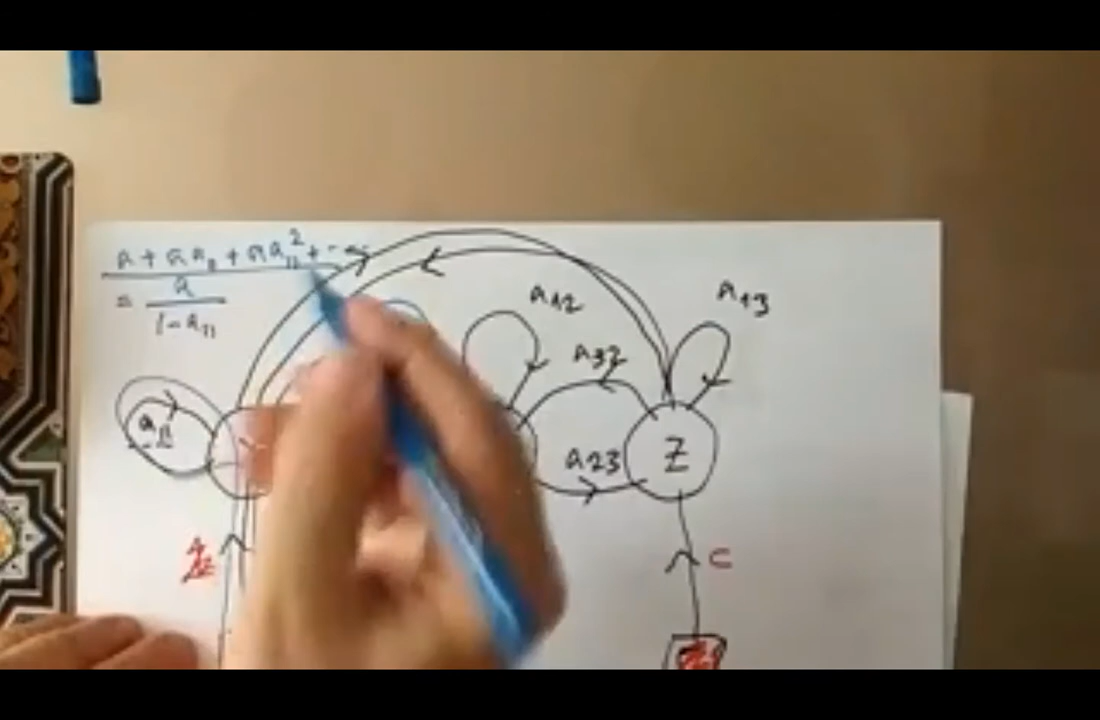 a + a a₁₁ + a a₁₁² + ...
= a / (1 - a₁₁)
a12
a13
a32
a11
Z
a23
c